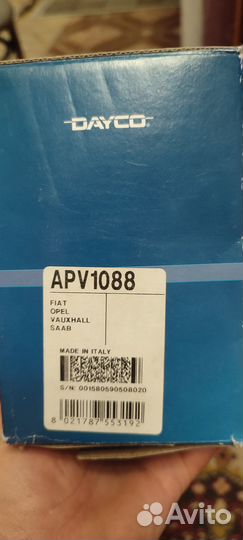 DAYCO
APV1088
FIAT
OPEL
VAUXHALL
SAAB
MADE IN ITALY
S/N: 001580590508020
8 021787 553192
Avito